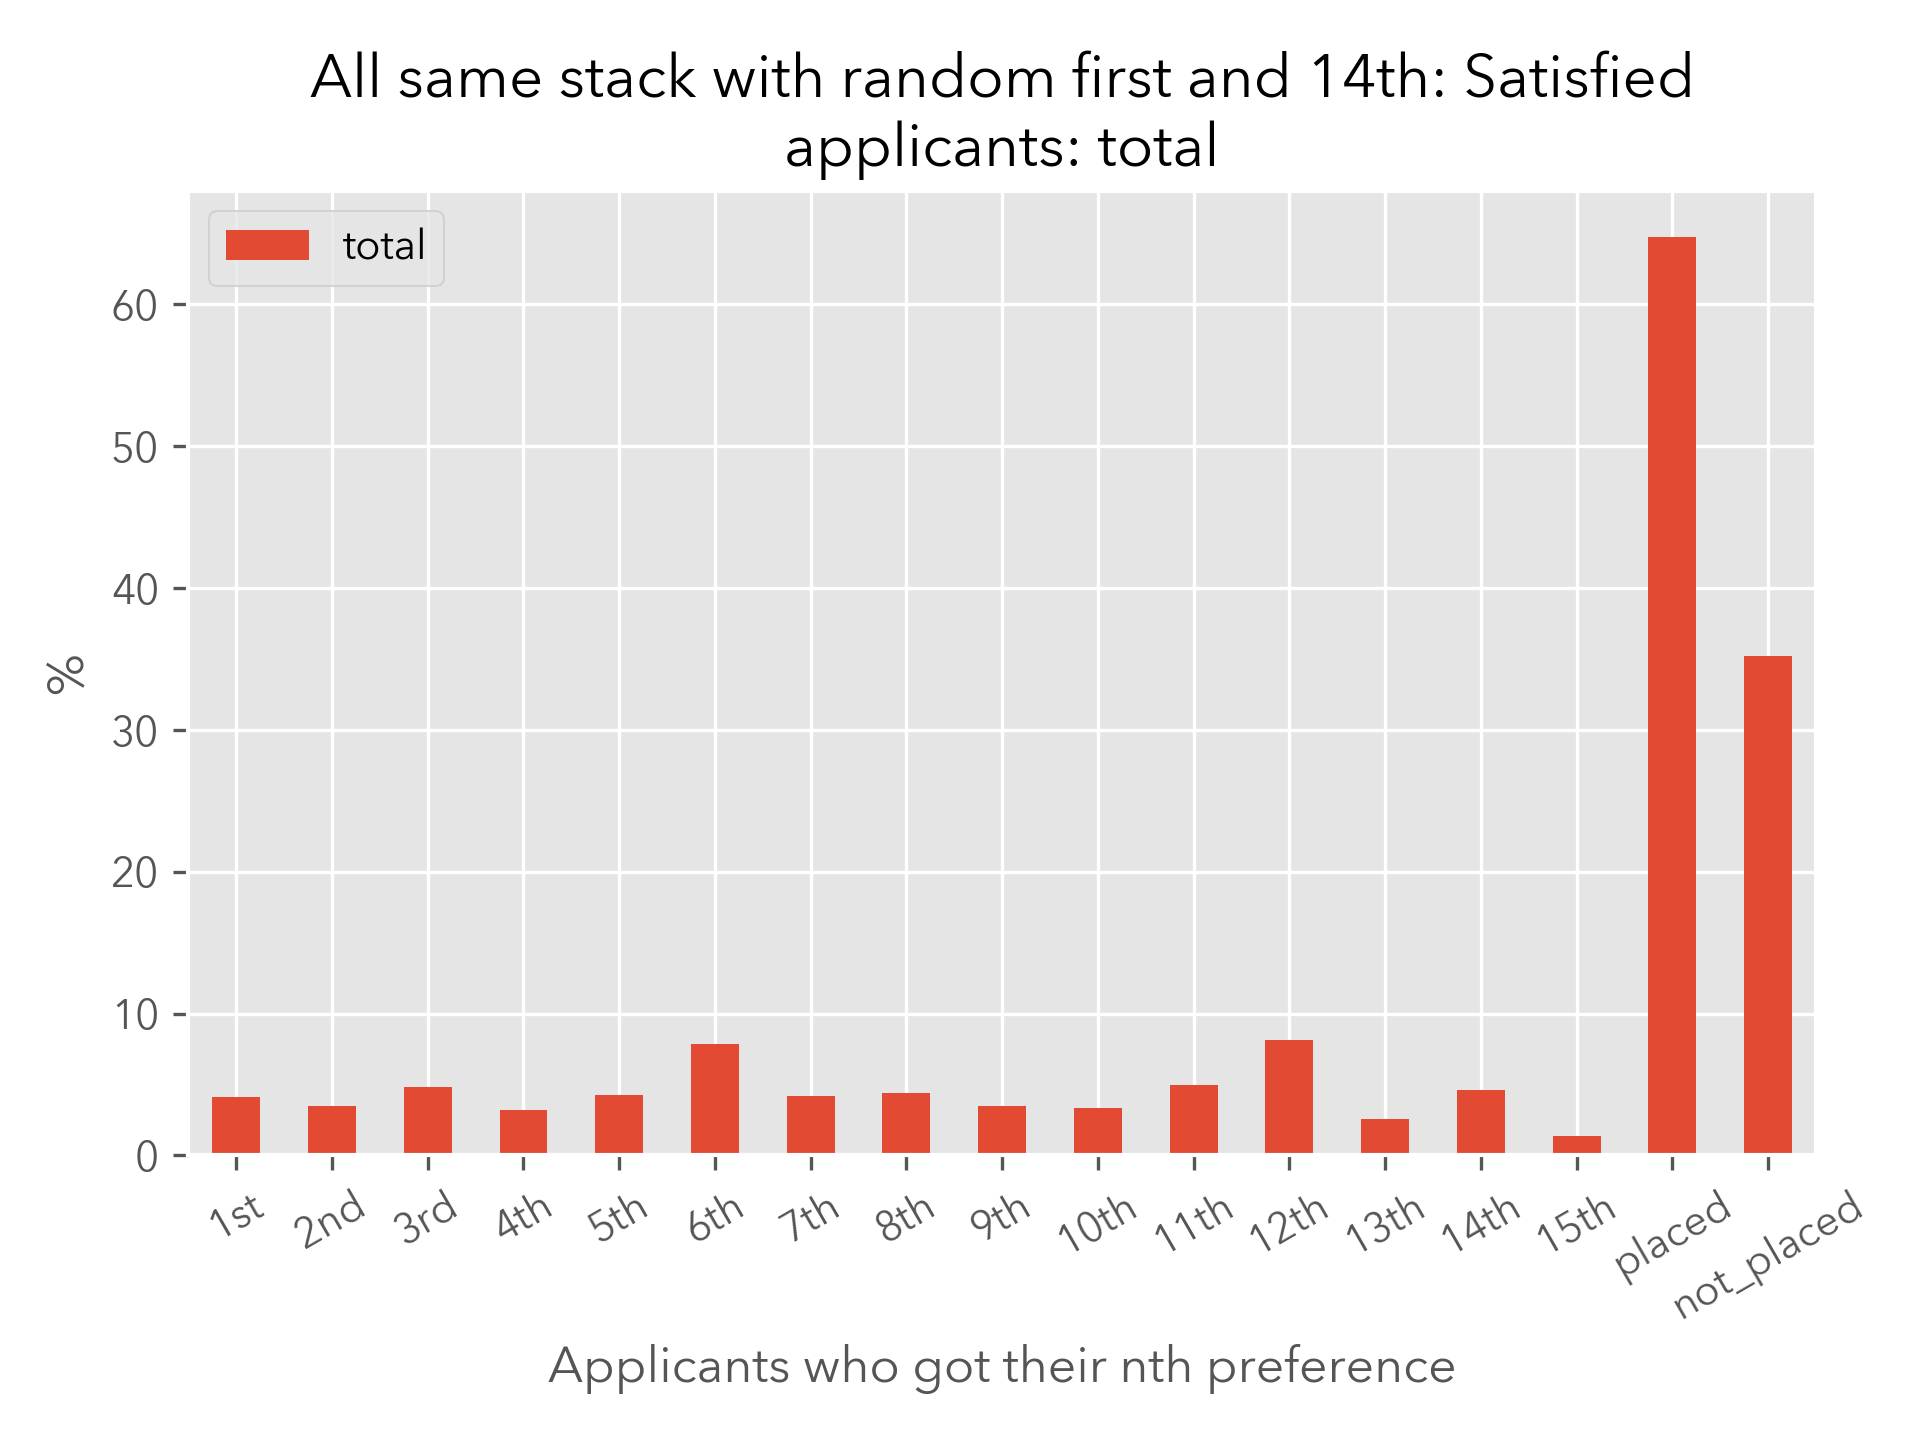 All same stack with random first and 14th: Satisfied
applicants: total
total
60
50
40
30
20
10
0
%
1st 2nd 3rd 4th 5th 6th 7th 8th 9th 10th 11th 12th 13th 14th 15th placed not_placed
Applicants who got their nth preference